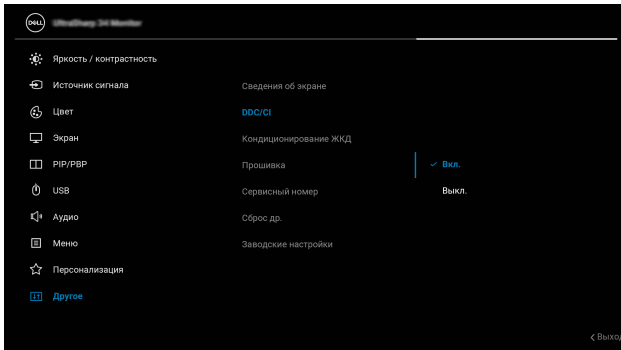 DELL
UltraSharp 34 Monitor
Яркость / контрастность
Источник сигнала
Цвет
Экран
PIP/PBP
USB
Аудио
Меню
Персонализация
Другое
Сведения об экране
DDC/CI
Кондиционирование ЖКД
Прошивка
Сервисный номер
Сброс др.
Заводские настройки
Вкл.
Выкл.
Выход